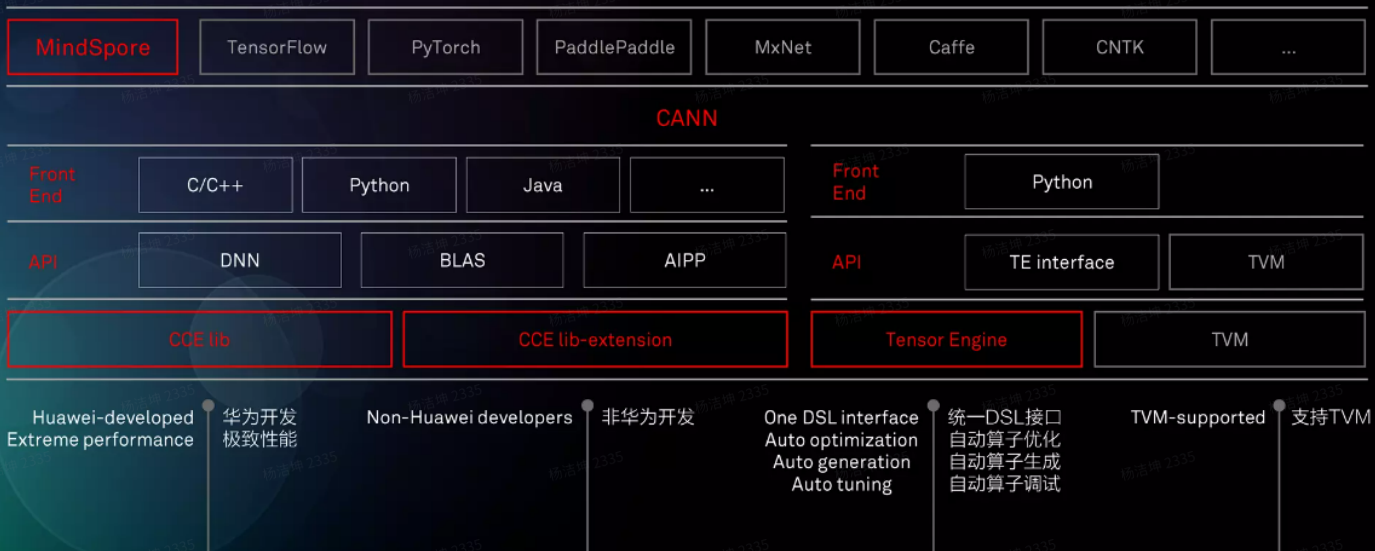 MindSpore
TensorFlow
PyTorch
PaddlePaddle
MxNet
Caffe
CNTK
...
CANN
Front
End
C/C++
Python
Java
...
API
DNN
BLAS
AIPP
CCE lib
CCE lib-extension
Front
End
Python
API
TE interface
TVM
Tensor Engine
TVM
Huawei-developed
Extreme performance
华为开发
极致性能
Non-Huawei developers
非华为开发
One DSL interface
Auto optimization
Auto generation
Auto tuning
统一DSL接口
自动算子优化
自动算子生成
自动算子调试
TVM-supported
支持TVM
杨洁坤 2335